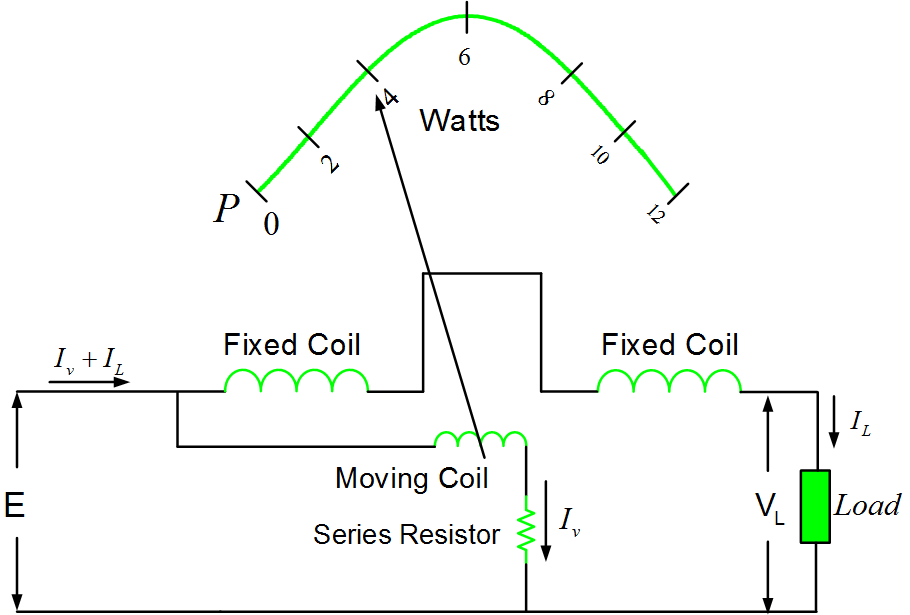 6
4
8
Watts
2
10
P
0
12
Fixed Coil
Fixed Coil
Iv + IL
IL
Moving Coil
E
VL
Load
Series Resistor
Iv